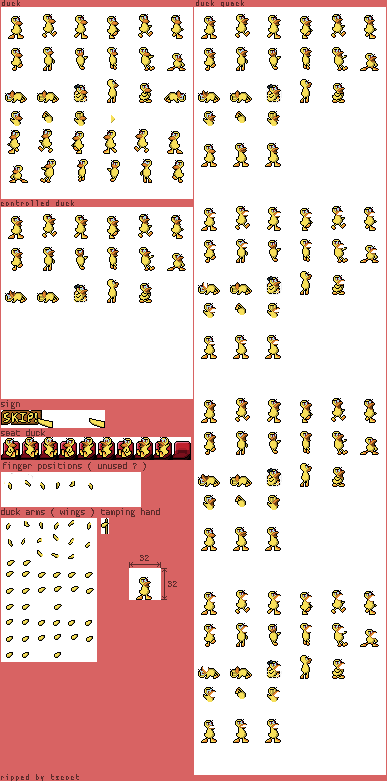 duck
duck quack
controlled duck
sign
SKIP!
seat duck
finger positions ( unused ? )
duck arms ( wings )
tamping hand
32
32
ripped by